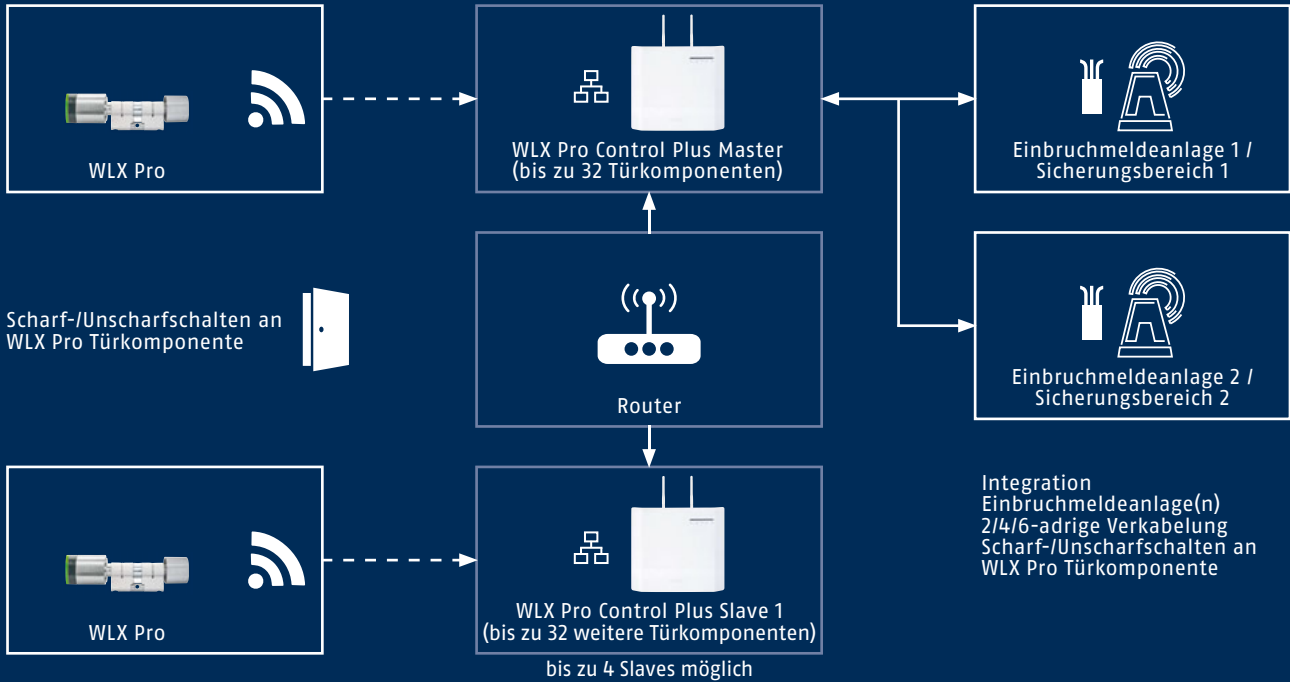 WLX Pro
WLX Pro Control Plus Master
(bis zu 32 Türkomponenten)
Einbruchmeldeanlage 1 /
Sicherungsbereich 1
Scharf-/Unscharfschalten an
WLX Pro Türkomponente
Router
Einbruchmeldeanlage 2 /
Sicherungsbereich 2
WLX Pro
WLX Pro Control Plus Slave 1
(bis zu 32 weitere Türkomponenten)
bis zu 4 Slaves möglich
Integration
Einbruchmeldeanlage(n)
2/4/6-adrige Verkabelung
Scharf-/Unscharfschalten an
WLX Pro Türkomponente